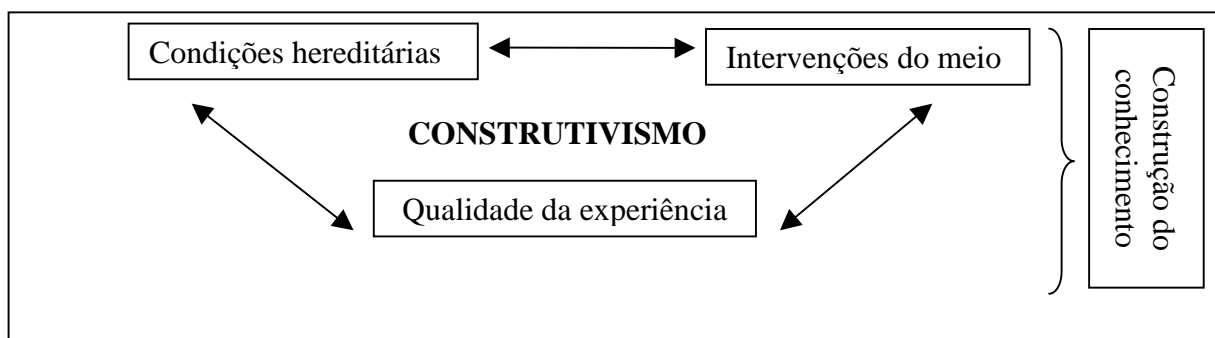 Condições hereditárias
Intervenções do meio
CONSTRUTIVISMO
Qualidade da experiência
Construção do
conhecimento